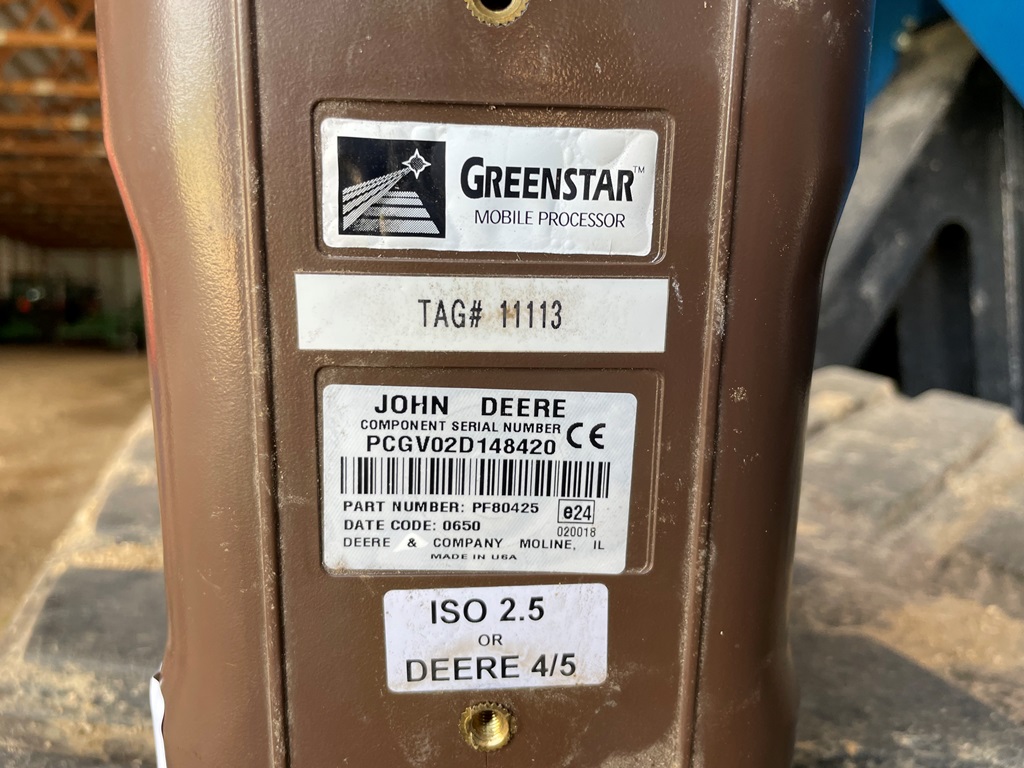 GREENSTAR™
MOBILE PROCESSOR
TAG# 11113
JOHN DEERE
COMPONENT SERIAL NUMBER
CE
PCGV02D148420
PART NUMBER: PF80425
e24
DATE CODE: 0650
020018
DEERE & COMPANY MOLINE, IL
MADE IN USA
ISO 2.5
OR
DEERE 4/5